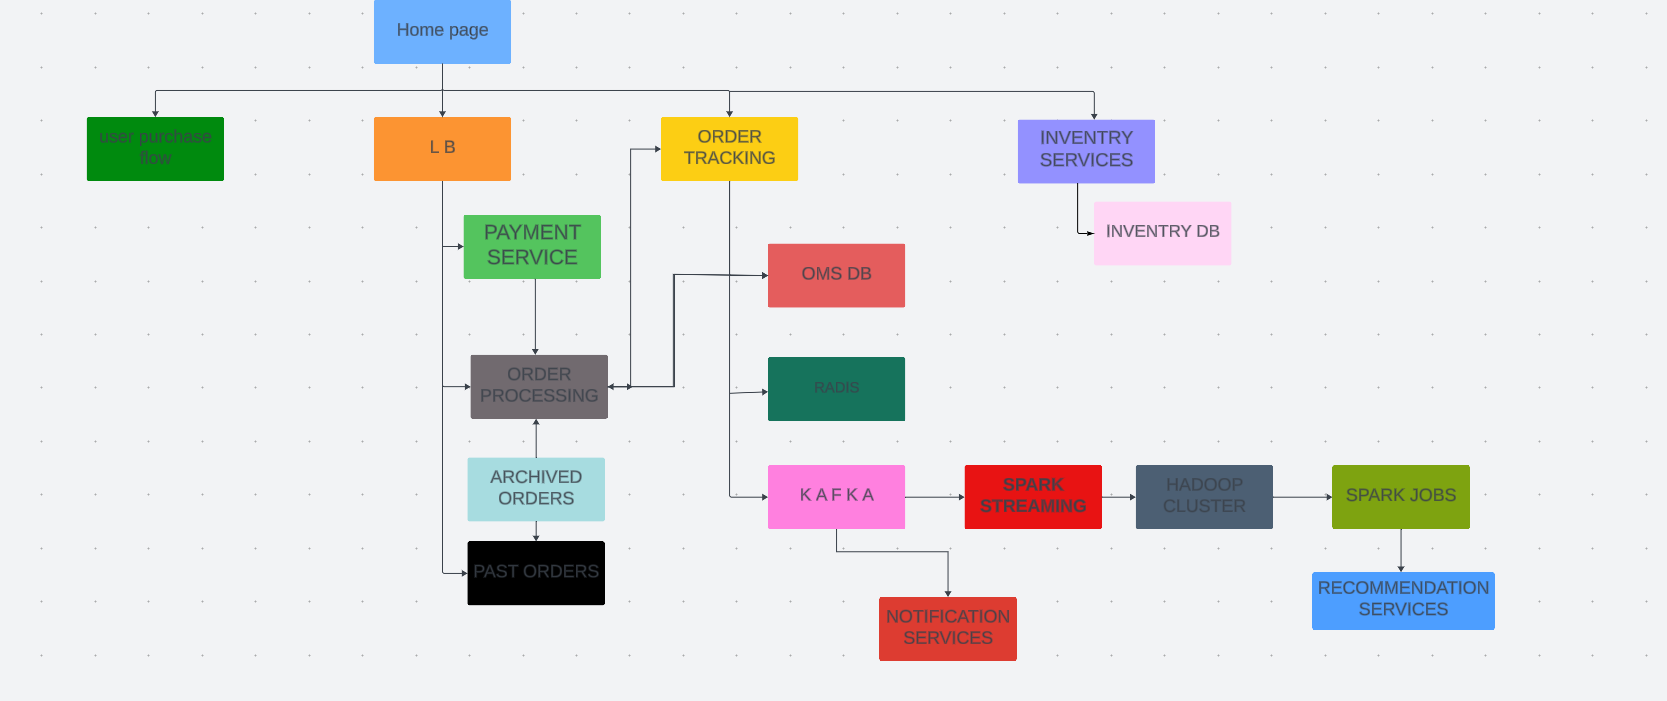 Home page
user purchase
flow
L B
ORDER
TRACKING
INVENTRY
SERVICES
PAYMENT
SERVICE
INVENTRY DB
OMS DB
ORDER
PROCESSING
RADIS
ARCHIVED
ORDERS
K A F K A
SPARK
STREAMING
HADOOP
CLUSTER
SPARK JOBS
PAST ORDERS
NOTIFICATION
SERVICES
RECOMMENDATION
SERVICES